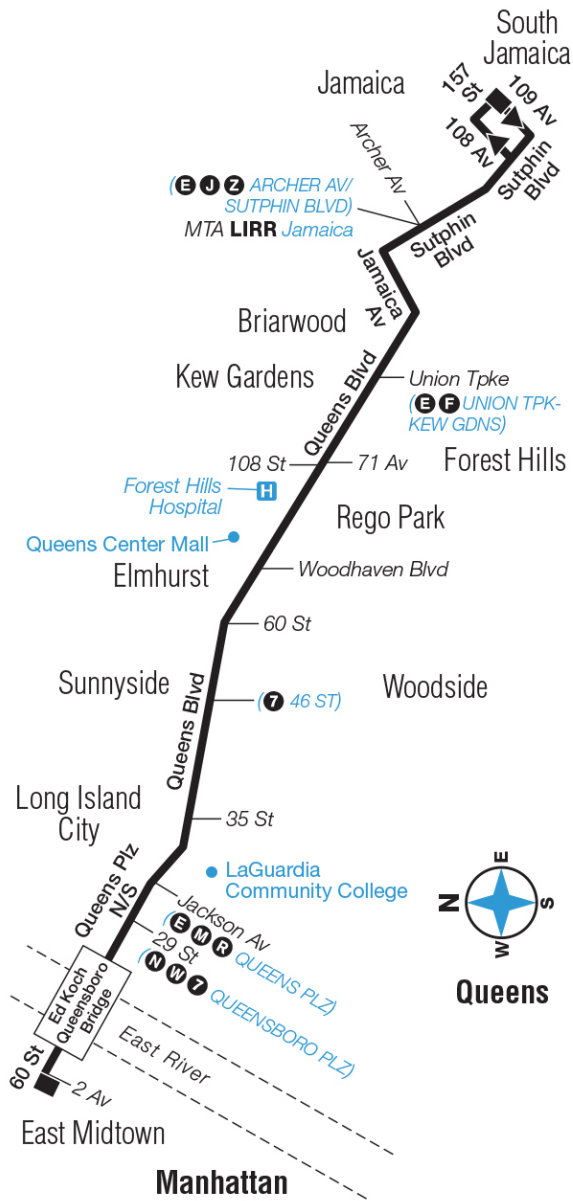 South
Jamaica
Jamaica
157
St
109 Av
108 Av
Archer Av
Sutphin
Blvd
(E J Z ARCHER AV/
SUTPHIN BLVD)
MTA LIRR Jamaica
Sutphin
Blvd
Jamaica
Av
Briarwood
Queens Blvd
Kew Gardens
Union Tpke
(E F UNION TPK-
KEW GDNS)
108 St
71 Av
Forest Hills
Forest Hills
Hospital
H
Rego Park
Queens Center Mall
Elmhurst
Woodhaven Blvd
60 St
Sunnyside
Queens Blvd
(7 46 ST)
Woodside
Long Island
City
35 St
Queens Plz
N/S
LaGuardia
Community College
Jackson Av
(E M R QUEENS PLZ)
29 St
(N W 7 QUEENSBORO PLZ)
E
N
S
W
Queens
Ed Koch
Queensboro
Bridge
East River
60 St
2 Av
East Midtown
Manhattan